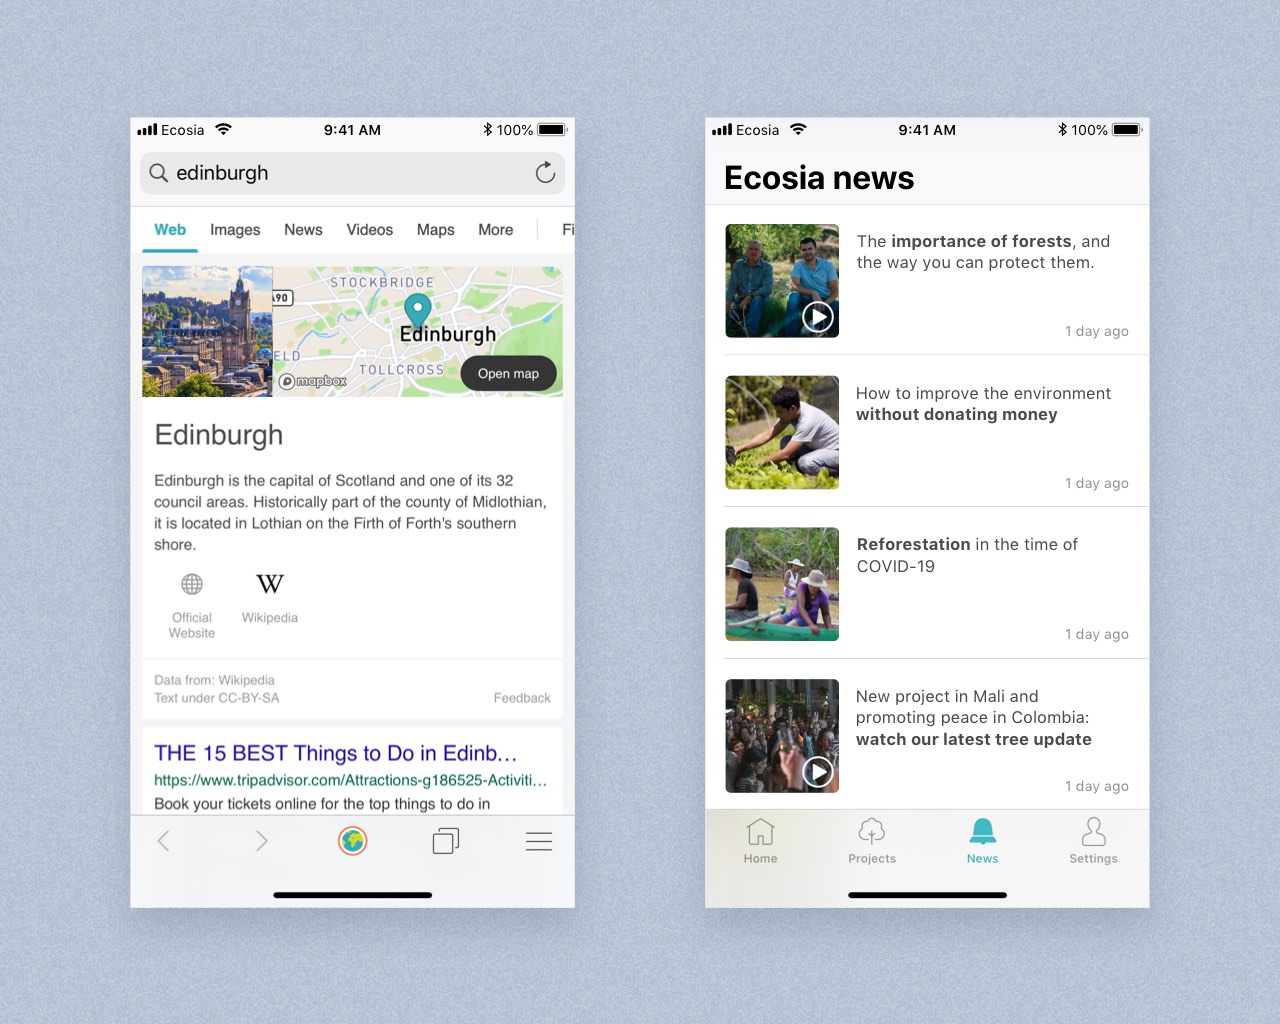 Ecosia
9:41 AM
100%
edinburgh
Web Images News Videos Maps More Fi
A90
STOCKBRIDGE
Edinburgh
ELD
TOLLCROSS
mapbox
Open map
Edinburgh
Edinburgh is the capital of Scotland and one of its 32
council areas. Historically part of the county of Midlothian,
it is located in Lothian on the Firth of Forth's southern
shore.
W
Official
Website
Wikipedia
Data from: Wikipedia
Text under CC-BY-SA
Feedback
THE 15 BEST Things to Do in Edinb…
https://www.tripadvisor.com/Attractions-g186525-Activiti…
Book your tickets online for the top things to do in
Ecosia
9:41 AM
100%
Ecosia news
The importance of forests, and
the way you can protect them.
1 day ago
How to improve the environment
without donating money
1 day ago
Reforestation in the time of
COVID-19
1 day ago
New project in Mali and
promoting peace in Colombia:
watch our latest tree update
1 day ago
Home Projects News Settings